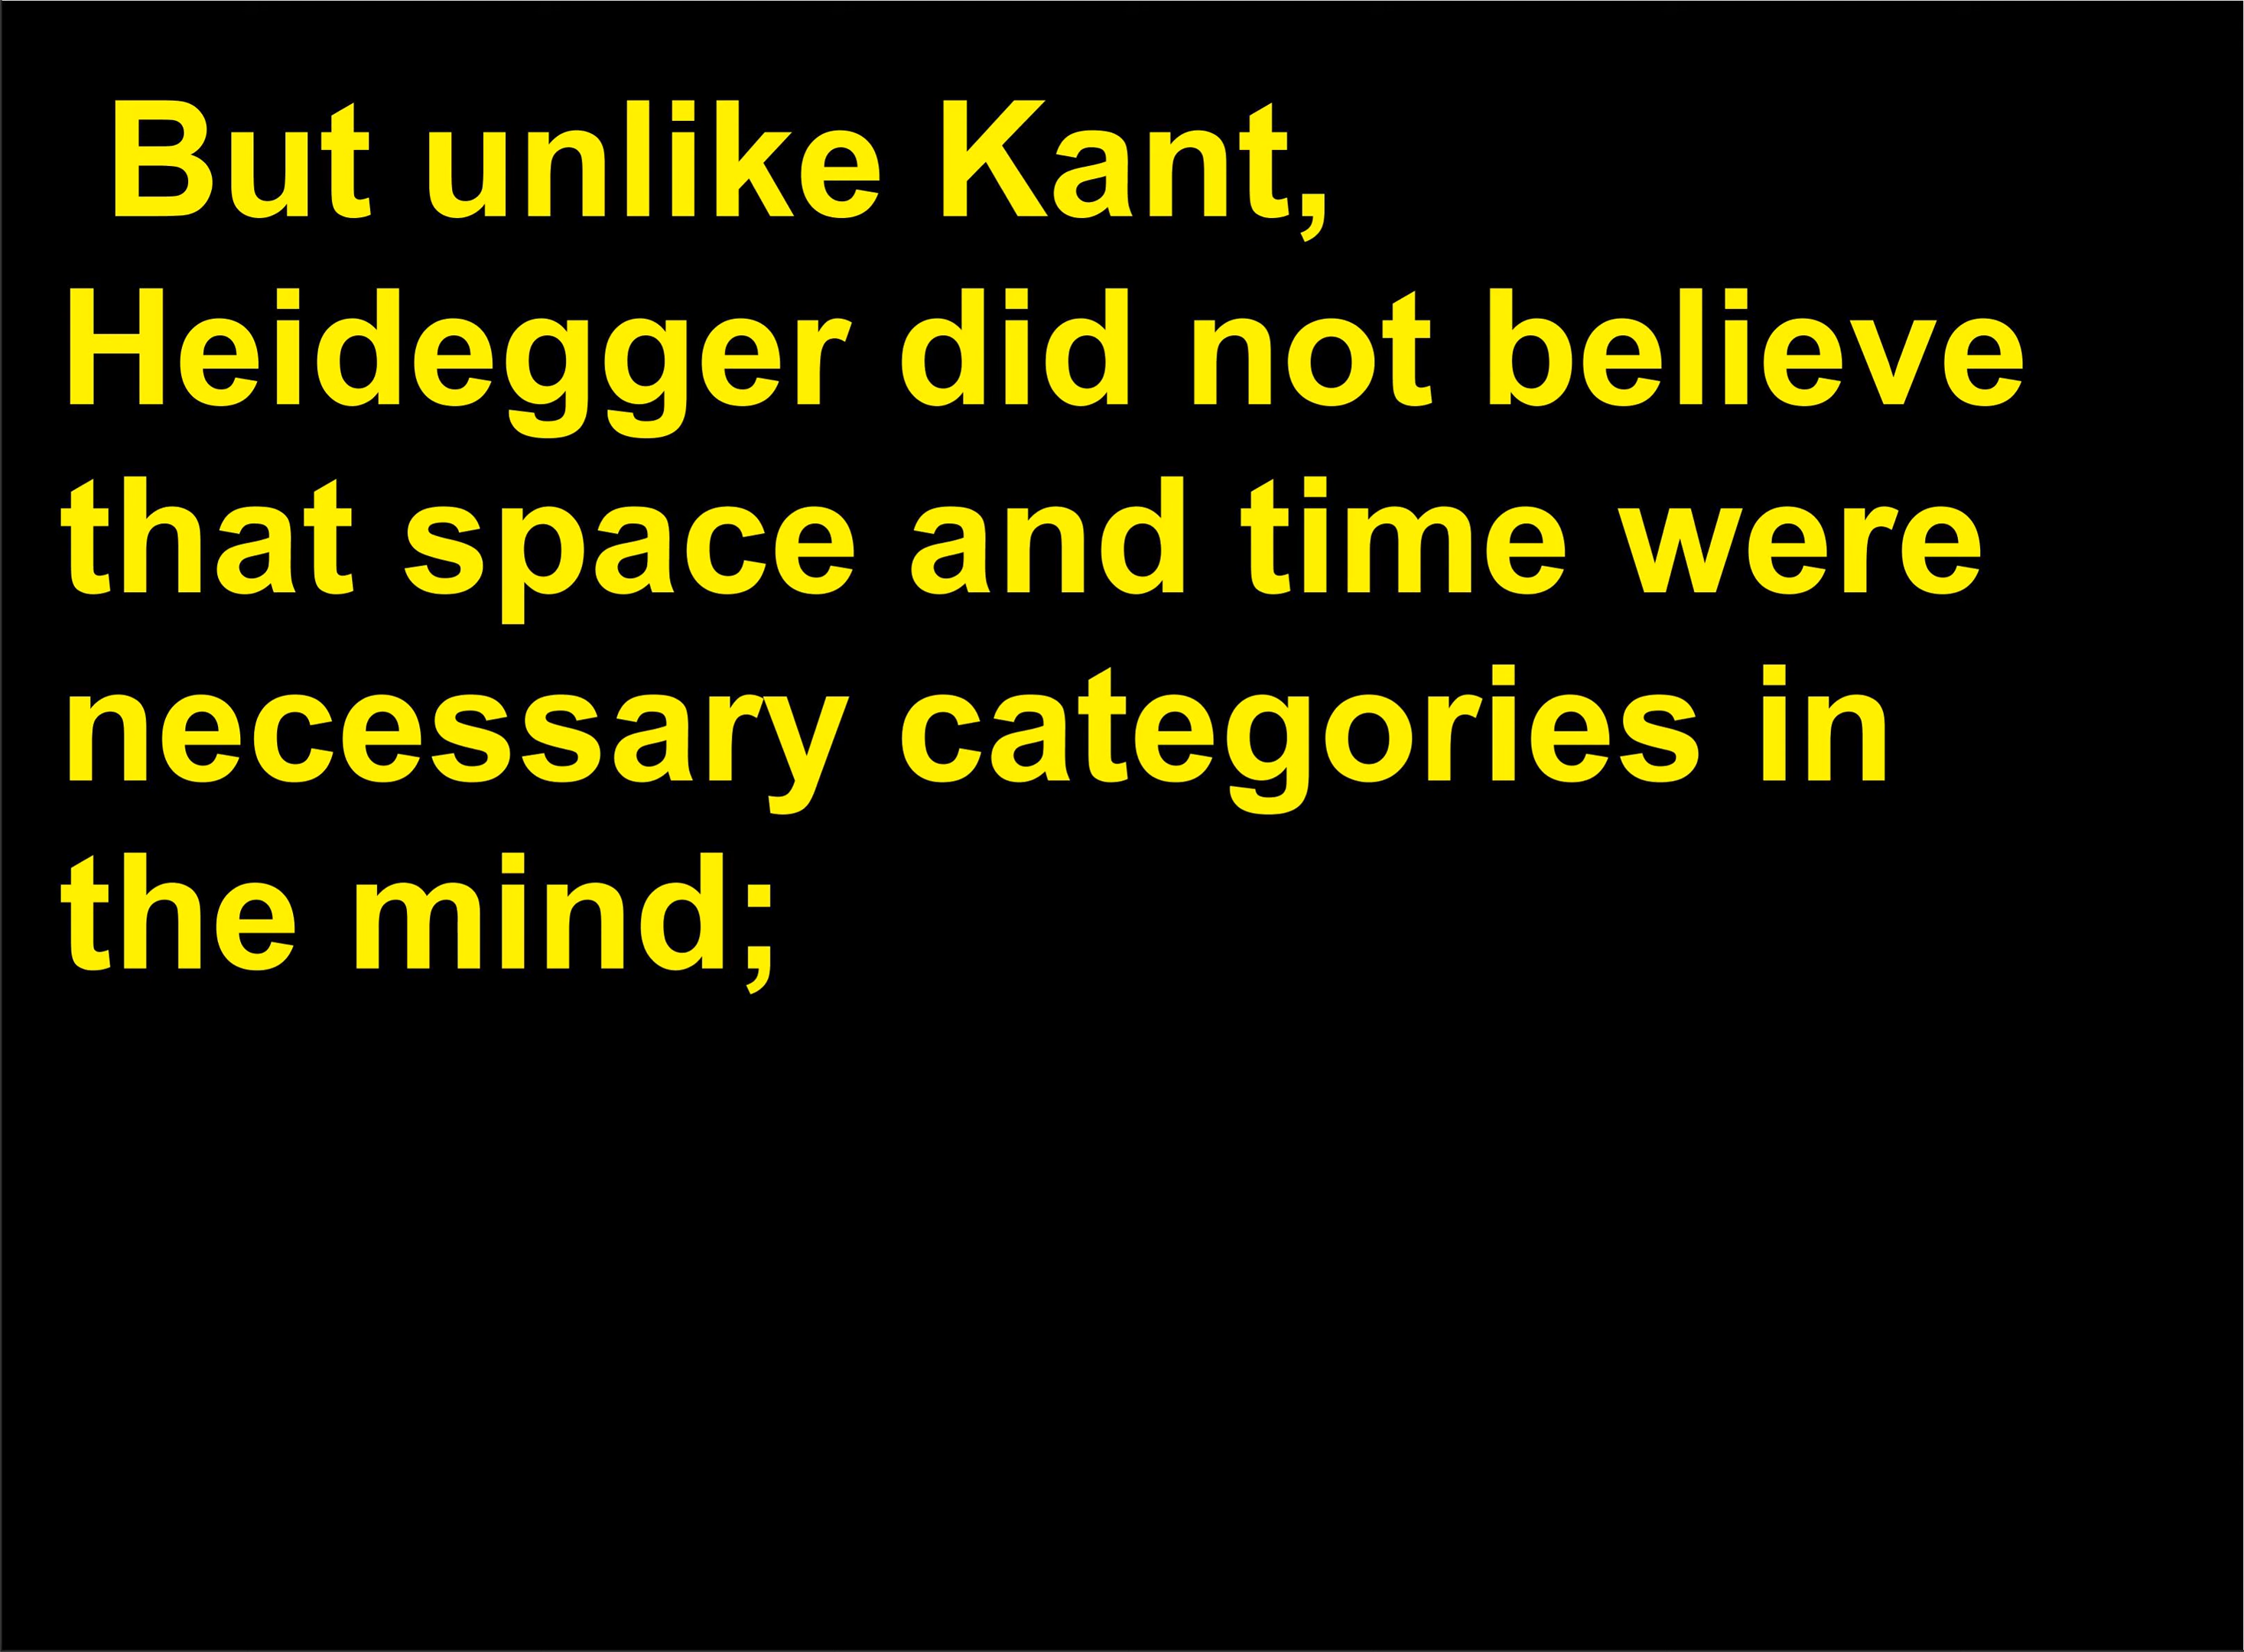 But unlike Kant,
Heidegger did not believe
that space and time were
necessary categories in
the mind;